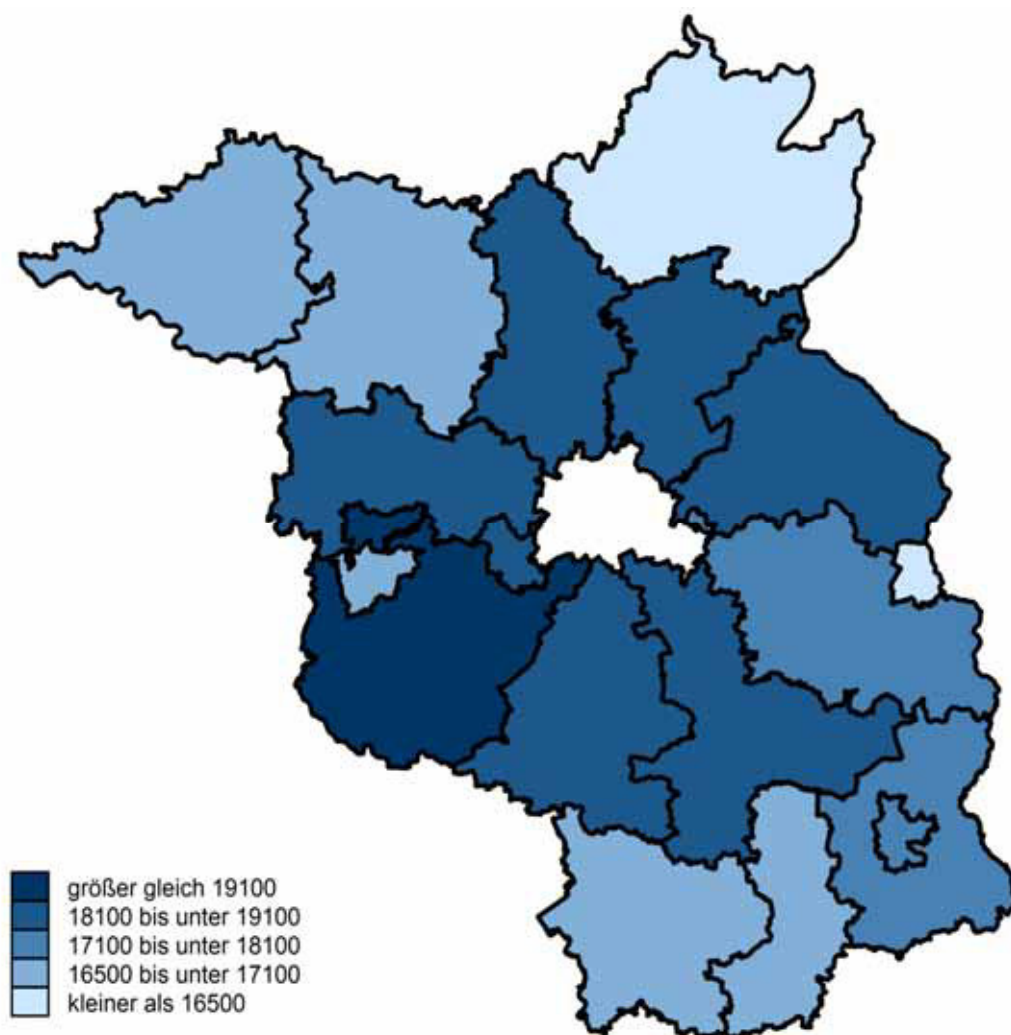 größer gleich 19100
18100 bis unter 19100
17100 bis unter 18100
16500 bis unter 17100
kleiner als 16500